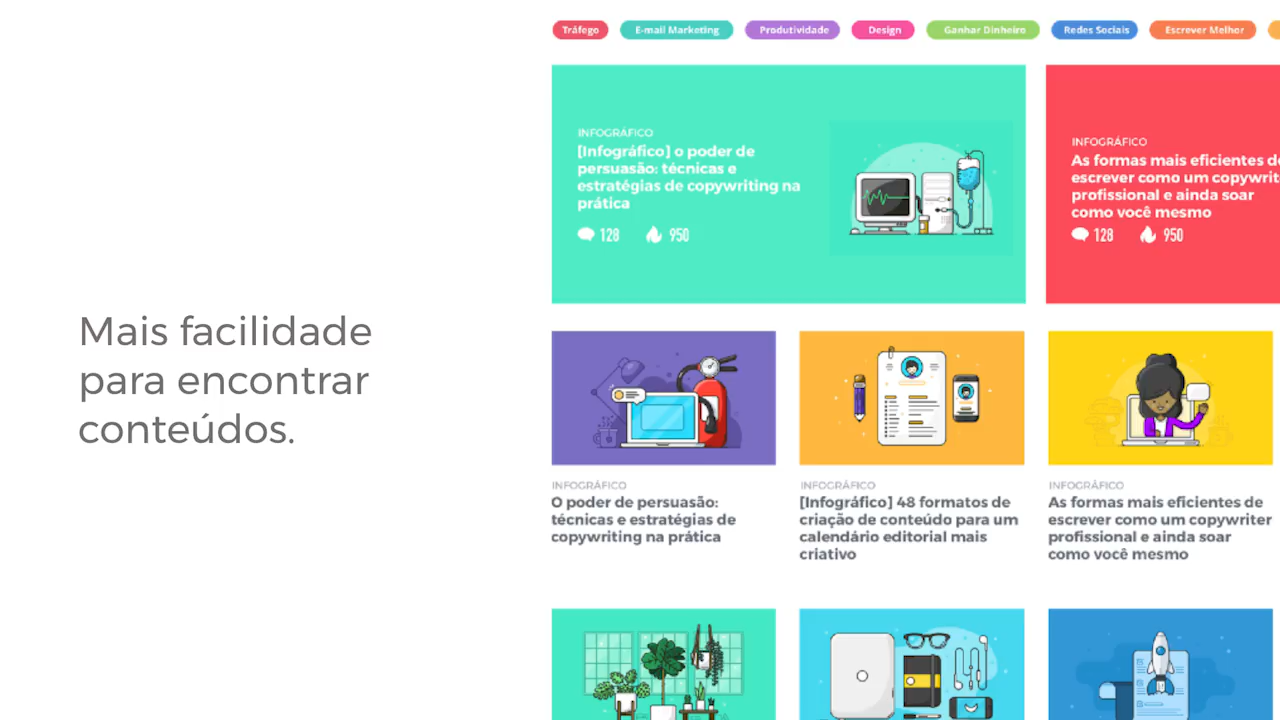 Tráfego
E-mail Marketing
Produtividade
Design
Ganhar Dinheiro
Redes Sociais
Escrever Melhor
INFOGRÁFICO
[Infográfico] o poder de
persuasão: técnicas e
estratégias de copywriting na
prática
128 950
INFOGRÁFICO
As formas mais eficientes de
escrever como um
profissional e ainda soar
como você mesmo
128 950
Mais facilidade
para encontrar
conteúdos.
INFOGRÁFICO
O poder de persuasão:
técnicas e estratégias de
copywriting na prática
INFOGRÁFICO
[Infográfico] 48 formatos de
criação de conteúdo para um
calendário editorial mais
criativo
INFOGRÁFICO
As formas mais eficientes de
escrever como um copywriter
profissional e ainda soar
como você mesmo